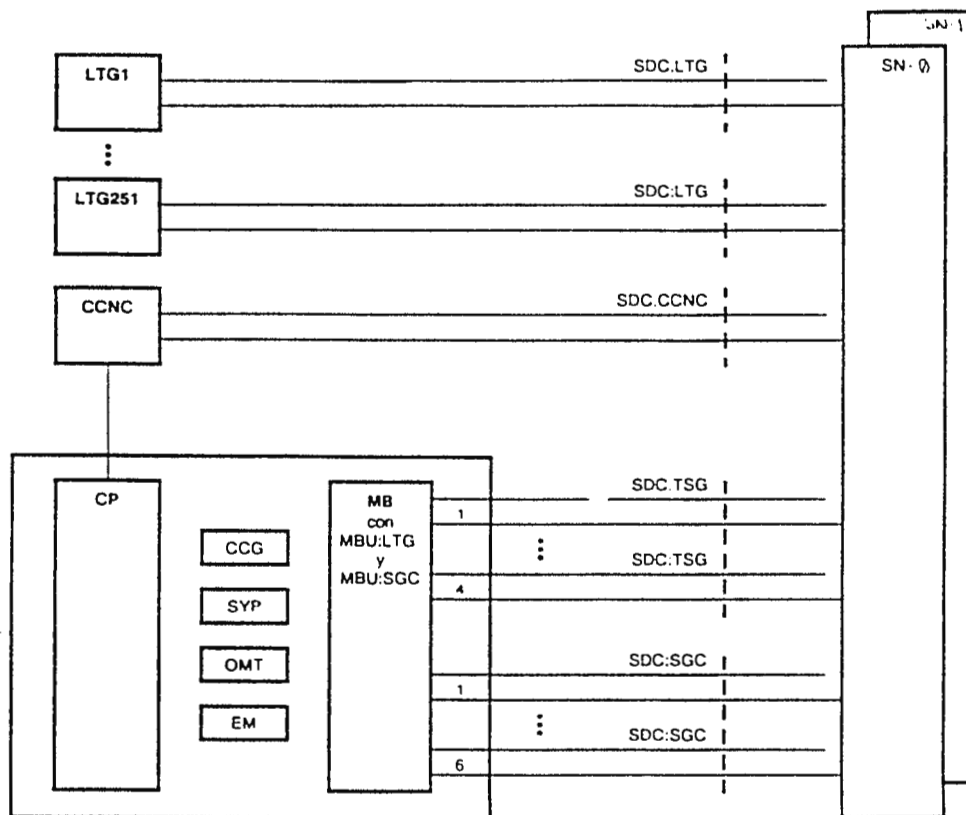 SN·1
SN·0
LTG1
SDC.LTG
LTG251
SDC:LTG
CCNC
SDC.CCNC
CP
CCG
SYP
OMT
EM
MB
con
MBU:LTG
y
MBU:SGC
SDC.TSG
1
SDC:TSG
4
SDC:SGC
1
SDC:SGC
6